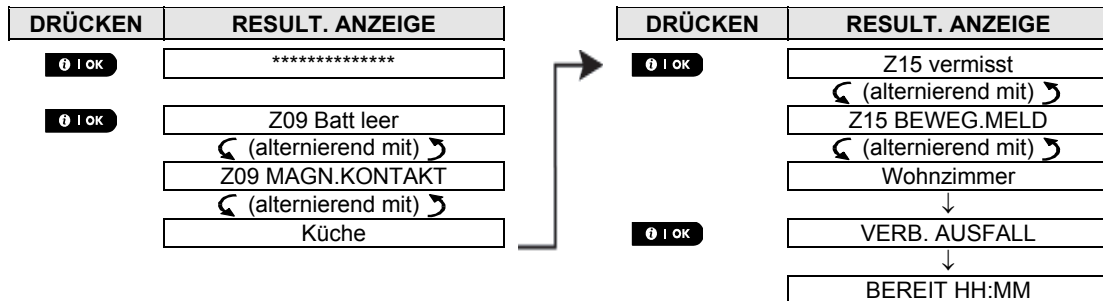 DRÜCKEN RESULT. ANZEIGE
i I OK **************
i I OK Z09 Batt leer
(alternierend mit)
Z09 MAGN.KONTAKT
(alternierend mit)
Küche
DRÜCKEN RESULT. ANZEIGE
i I OK Z15 vermisst
(alternierend mit)
Z15 BEWEG.MELD
(alternierend mit)
Wohnzimmer
↓
i I OK VERB. AUSFALL
↓
BEREIT HH:MM